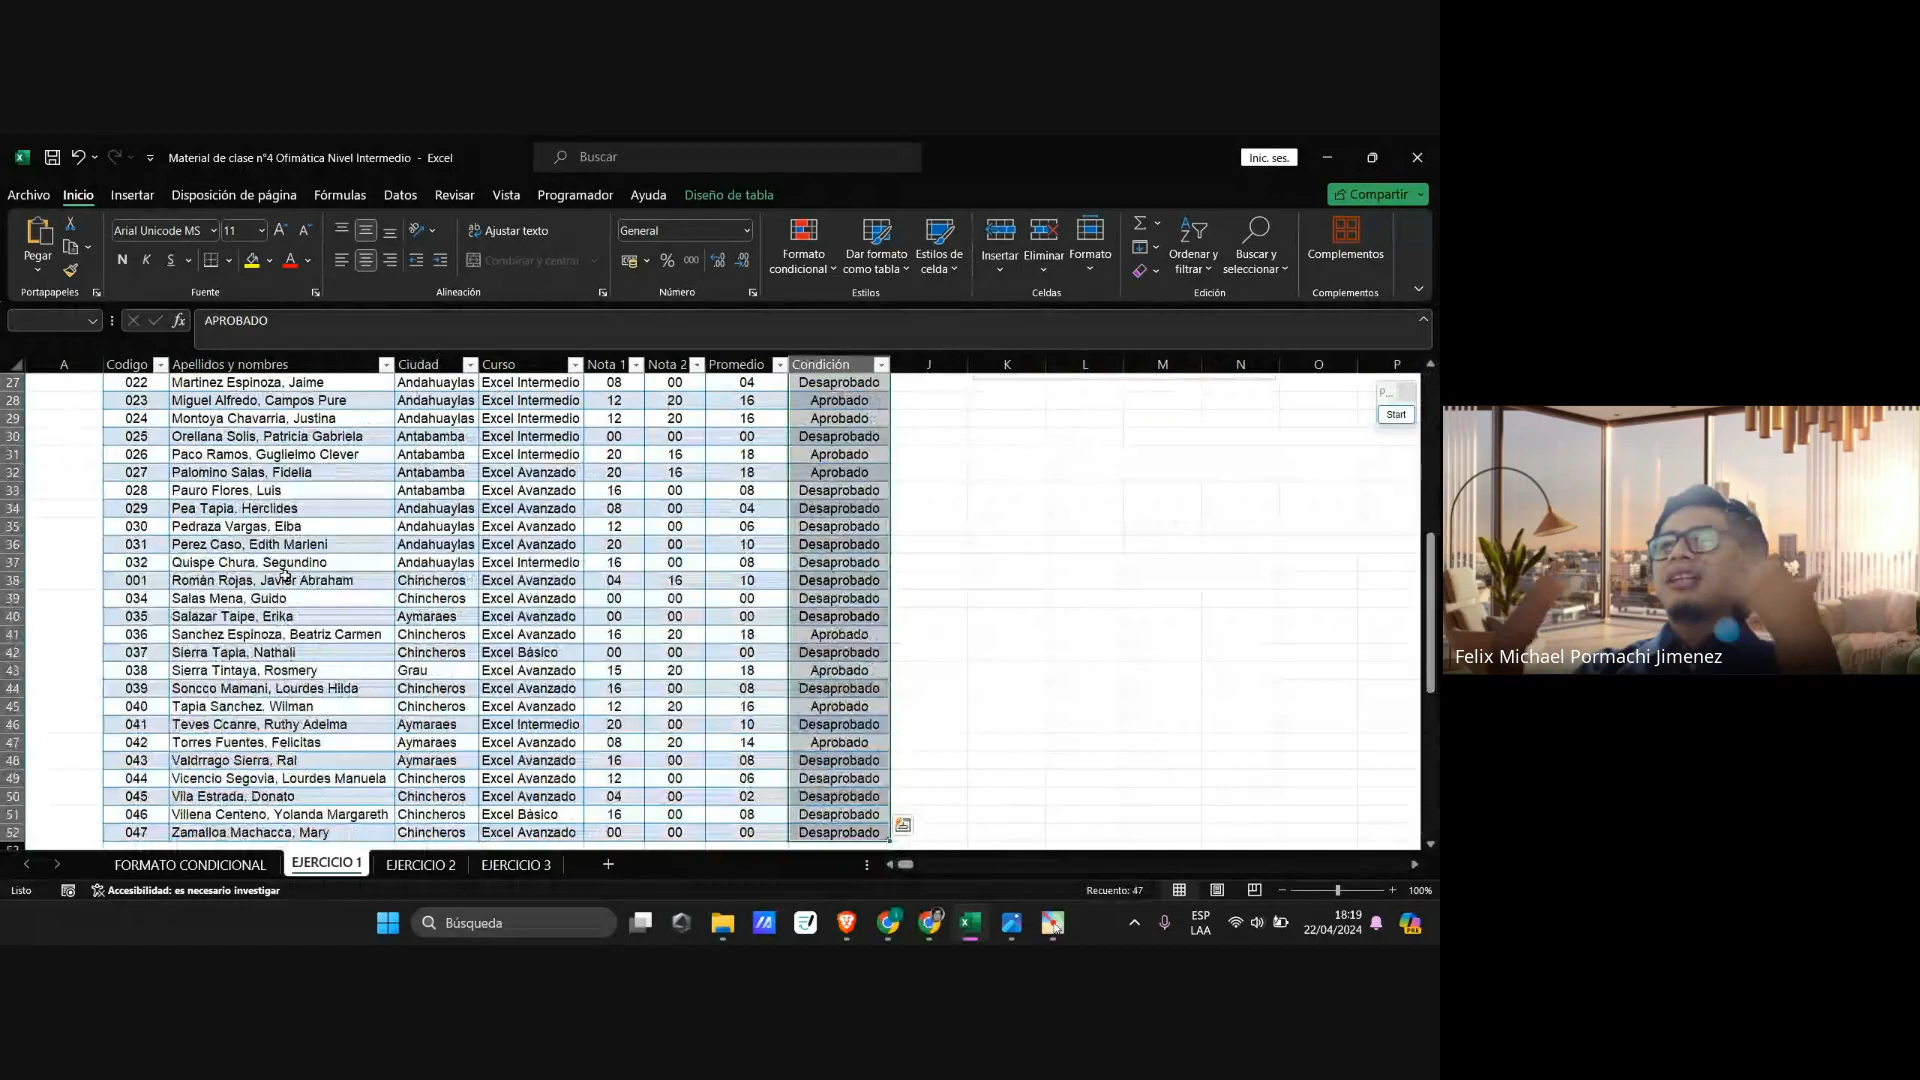 Material de clase n°4 Ofimática Nivel Intermedio - Excel
Buscar
Inic. ses.
Archivo Inicio Insertar Disposición de página Fórmulas Datos Revisar Vista Programador Ayuda Diseño de tabla
Compartir
Pegar
Portapapeles
Arial Unicode MS 11
N K S
Fuente
Ajustar texto
Combinar y centrar
Alineación
General
% 000
Número
Formato condicional
Dar formato como tabla
Estilos de celda
Estilos
Insertar Eliminar Formato
Celdas
Ordenar y filtrar
Buscar y seleccionar
Edición
Complementos
Complementos
fx APROBADO
A Codigo Apellidos y nombres Ciudad Curso Nota 1 Nota 2 Promedio Condición J K L M N O P
27 022 Martinez Espinoza, Jaime Andahuaylas Excel Intermedio 08 00 04 Desaprobado
28 023 Miguel Alfredo, Campos Pure Andahuaylas Excel Intermedio 12 20 16 Aprobado
29 024 Montoya Chavarria, Justina Andahuaylas Excel Intermedio 12 20 16 Aprobado
30 025 Orellana Solis, Patricia Gabriela Antabamba Excel Intermedio 00 00 00 Desaprobado
31 026 Paco Ramos, Guglielmo Clever Antabamba Excel Intermedio 20 16 18 Aprobado
32 027 Palomino Salas, Fidelia Antabamba Excel Avanzado 20 16 18 Aprobado
33 028 Pauro Flores, Luis Antabamba Excel Avanzado 16 00 08 Desaprobado
34 029 Pea Tapia, Herclides Andahuaylas Excel Avanzado 08 00 04 Desaprobado
35 030 Pedraza Vargas, Elba Andahuaylas Excel Avanzado 12 00 06 Desaprobado
36 031 Perez Caso, Edith Marleni Andahuaylas Excel Avanzado 20 00 10 Desaprobado
37 032 Quispe Chura, Segundino Andahuaylas Excel Intermedio 16 00 08 Desaprobado
38 001 Román Rojas, Javier Abraham Chincheros Excel Avanzado 04 16 10 Desaprobado
39 034 Salas Mena, Guido Chincheros Excel Avanzado 00 00 00 Desaprobado
40 035 Salazar Taipe, Erika Aymaraes Excel Avanzado 00 00 00 Desaprobado
41 036 Sanchez Espinoza, Beatriz Carmen Chincheros Excel Avanzado 16 20 18 Aprobado
42 037 Sierra Tapia, Nathali Chincheros Excel Básico 00 00 00 Desaprobado
43 038 Sierra Tintaya, Rosmery Grau Excel Avanzado 15 20 18 Aprobado
44 039 Soncco Mamani, Lourdes Hilda Chincheros Excel Avanzado 16 00 08 Desaprobado
45 040 Tapia Sanchez, Wilman Chincheros Excel Avanzado 12 20 16 Aprobado
46 041 Teves Ccanre, Ruthy Adelma Aymaraes Excel Intermedio 20 00 10 Desaprobado
47 042 Torres Fuentes, Felicitas Aymaraes Excel Avanzado 08 20 14 Aprobado
48 043 Valdrrago Sierra, Ral Aymaraes Excel Avanzado 16 00 08 Desaprobado
49 044 Vicencio Segovia, Lourdes Manuela Chincheros Excel Avanzado 12 00 06 Desaprobado
50 045 Vila Estrada, Donato Chincheros Excel Avanzado 04 00 02 Desaprobado
51 046 Villena Centeno, Yolanda Margareth Chincheros Excel Básico 16 00 08 Desaprobado
52 047 Zamalloa Machacca, Mary Chincheros Excel Avanzado 00 00 00 Desaprobado
P...
Start
FORMATO CONDICIONAL EJERCICIO 1 EJERCICIO 2 EJERCICIO 3
Listo Accesibilidad: es necesario investigar Recuento: 47 100%
Búsqueda
ESP
LAA
18:19
22/04/2024
Felix Michael Pormachi Jimenez